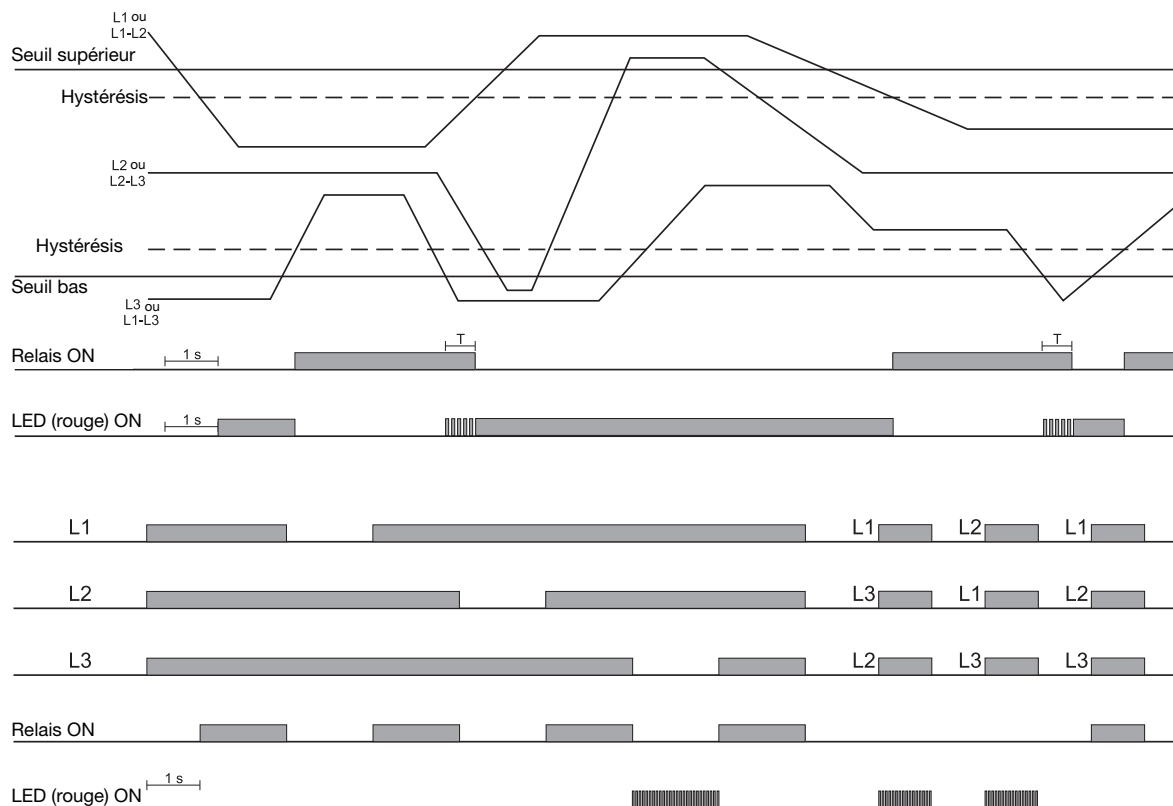 L1 ou
L1-L2
Seuil supérieur
Hystérésis
L2 ou
L2-L3
Hystérésis
Seuil bas
L3 ou
L1-L3
T
T
Relais ON
1 s
LED (rouge) ON
1 s
L1
L1
L2
L1
L2
L3
L1
L2
L3
L2
L3
L3
Relais ON
1 s
LED (rouge) ON